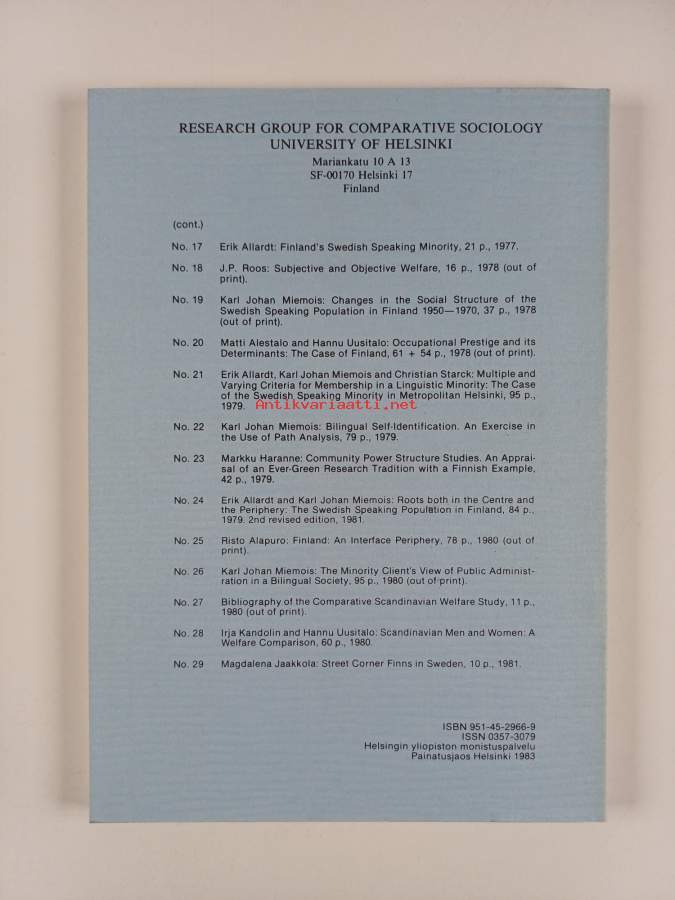 RESEARCH GROUP FOR COMPARATIVE SOCIOLOGY
UNIVERSITY OF HELSINKI
Mariankatu 10 A 13
SF-00170 Helsinki 17
Finland
(cont.)
No. 17 Erik Allardt: Finland's Swedish Speaking Minority, 21 p., 1977.
No. 18 J.P. Roos: Subjective and Objective Welfare, 16 p., 1978 (out of
print).
No. 19 Karl Johan Miemois: Changes in the Social Structure of the
Swedish Speaking Population in Finland 1950—1970, 37 p., 1978
(out of print).
No. 20 Matti Alestalo and Hannu Uusitalo: Occupational Prestige and its
Determinants: The Case of Finland, 61 + 54 p., 1978 (out of print).
No. 21 Erik Allardt, Karl Johan Miemois and Christian Starck: Multiple and
Varying Criteria for Membership in a Linguistic Minority: The Case
of the Swedish Speaking Minority in Metropolitan Helsinki, 95 p.,
1979. Antikvariaatti.net
No. 22 Karl Johan Miemois: Bilingual Self-Identification. An Exercise in
the Use of Path Analysis, 79 p., 1979.
No. 23 Markku Haranne: Community Power Structure Studies. An Apprai-
sal of an Ever-Green Research Tradition with a Finnish Example,
42 p., 1979.
No. 24 Erik Allardt and Karl Johan Miemois: Roots both in the Centre and
the Periphery: The Swedish Speaking Population in Finland, 84 p.,
1979. 2nd revised edition, 1981.
No. 25 Risto Alapuro: Finland: An Interface Periphery, 78 p., 1980 (out of
print).
No. 26 Karl Johan Miemois: The Minority Client's View of Public Administ-
ration in a Bilingual Society, 95 p., 1980 (out of print).
No. 27 Bibliography of the Comparative Scandinavian Welfare Study, 11 p.,
1980 (out of print).
No. 28 Irja Kandolin and Hannu Uusitalo: Scandinavian Men and Women: A
Welfare Comparison, 60 p., 1980.
No. 29 Magdalena Jaakkola: Street Corner Finns in Sweden, 10 p., 1981.
ISBN 951-45-2966-9
ISSN 0357-3079
Helsingin yliopiston monistuspalvelu
Painatusjaos Helsinki 1983